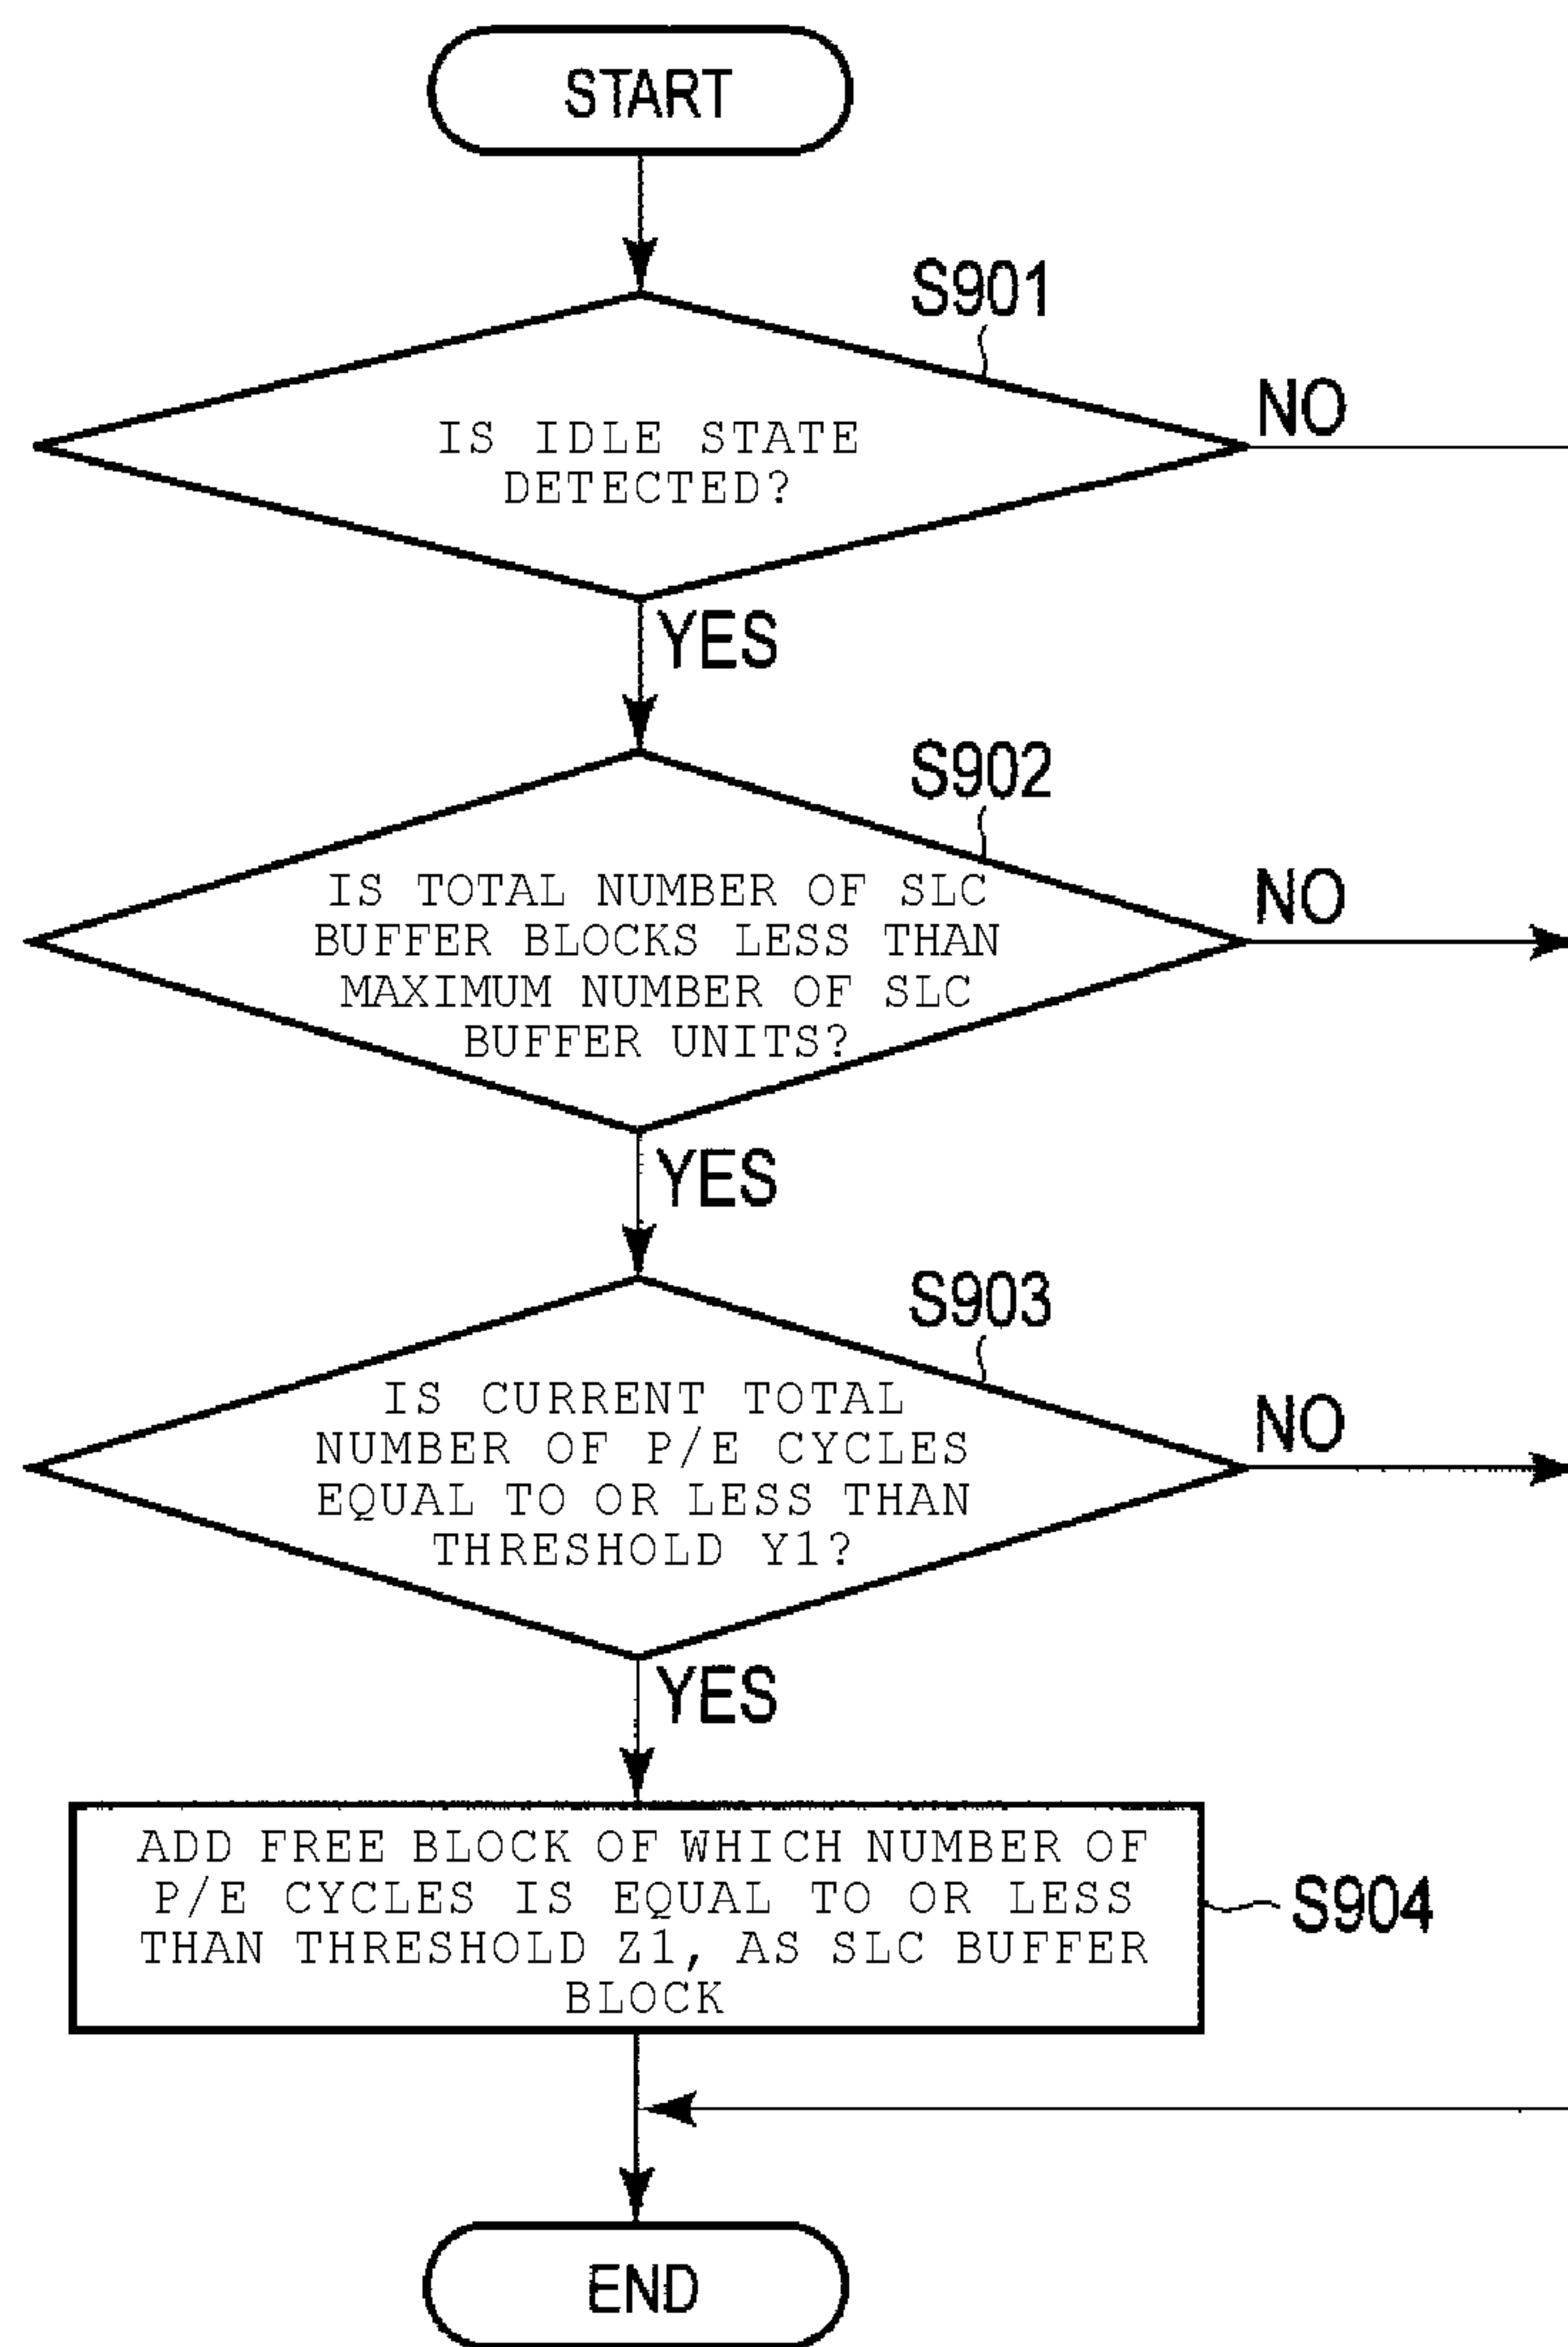 START
S901
NO
IS IDLE STATE
DETECTED?
YES
S902
NO
IS TOTAL NUMBER OF SLC
BUFFER BLOCKS LESS THAN
MAXIMUM NUMBER OF SLC
BUFFER UNITS?
YES
S903
NO
IS CURRENT TOTAL
NUMBER OF P/E CYCLES
EQUAL TO OR LESS THAN
THRESHOLD Y1?
YES
ADD FREE BLOCK OF WHICH NUMBER OF
P/E CYCLES IS EQUAL TO OR LESS
THAN THRESHOLD Z1, AS SLC BUFFER
BLOCK
S904
END